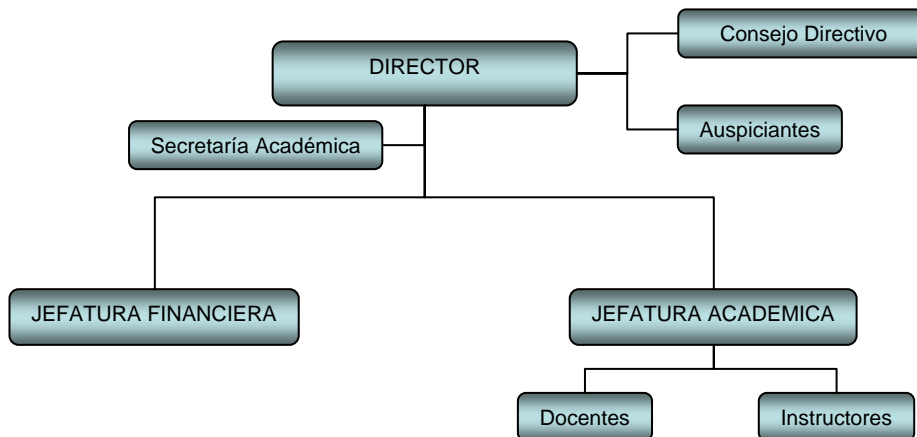 Consejo Directivo
DIRECTOR
Auspiciantes
Secretaría Académica
JEFATURA FINANCIERA
JEFATURA ACADEMICA
Docentes
Instructores